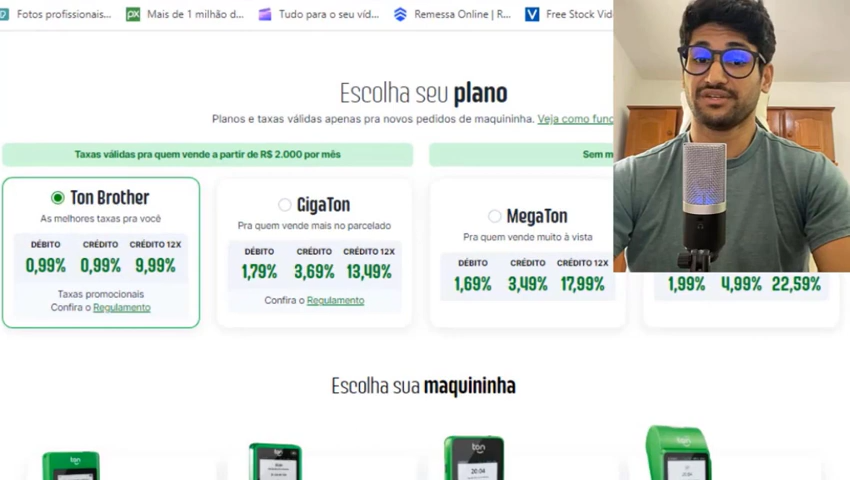 Fotos profissionais...
Mais de 1 milhão d...
Tudo para o seu víd...
Remessa Online | R...
Free Stock Vid
Escolha seu plano
Planos e taxas válidas apenas pra novos pedidos de maquininha. Veja como func
Taxas válidas pra quem vende a partir de R$ 2.000 por mês
Sem m
Ton Brother
As melhores taxas pra você
DÉBITO CRÉDITO CRÉDITO 12X
0,99% 0,99% 9,99%
Taxas promocionais
Confira o Regulamento
GigaTon
Pra quem vende mais no parcelado
DÉBITO CRÉDITO CRÉDITO 12X
1,79% 3,69% 13,49%
Confira o Regulamento
MegaTon
Pra quem vende muito à vista
DÉBITO CRÉDITO CRÉDITO 12X
1,69% 3,49% 17,99%
1,99% 4,99% 22,59%
Escolha sua maquininha
ton
ton
ton
20:04
ton
20:04